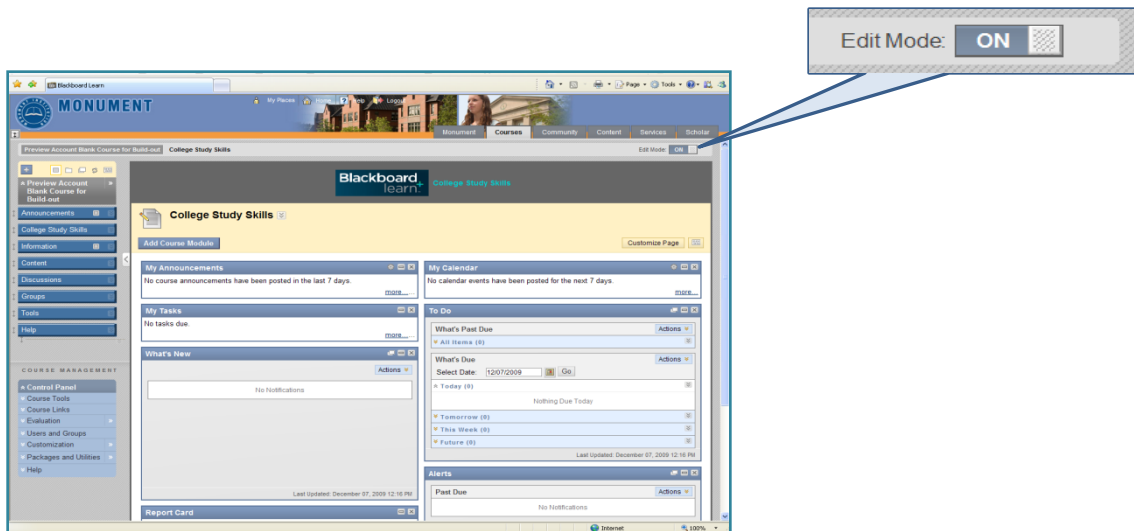 Edit Mode: ON
Blackboard Learn
Page Tools
MONUMENT
My Places Home Help Logout
Monument Courses Community Content Services Scholar
Preview Account Blank Course for Build-out College Study Skills
Edit Mode: ON
Preview Account
Blank Course for
Build-out
Announcements
College Study Skills
Information
Content
Discussions
Groups
Tools
Help
COURSE MANAGEMENT
Control Panel
Course Tools
Course Links
Evaluation
Users and Groups
Customization
Packages and Utilities
Help
Blackboard
learn+
College Study Skills
College Study Skills
Add Course Module
Customize Page
My Announcements
No course announcements have been posted in the last 7 days.
more...
My Tasks
No tasks due.
more...
What's New
Actions
No Notifications
Last Updated: December 07, 2009 12:16 PM
Report Card
My Calendar
No calendar events have been posted for the next 7 days.
more...
To Do
What's Past Due
Actions
All Items (0)
What's Due
Actions
Select Date: 12/07/2009 Go
Today (0)
Nothing Due Today
Tomorrow (0)
This Week (0)
Future (0)
Last Updated: December 07, 2009 12:16 PM
Alerts
Past Due
Actions
No Notifications
Internet
100%